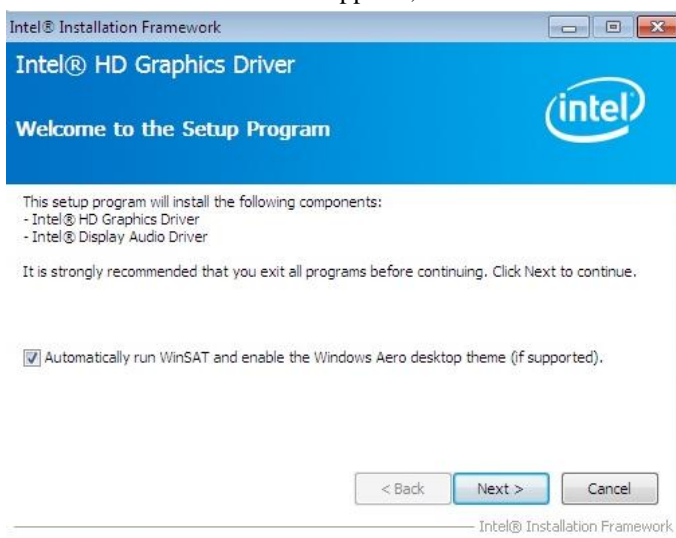 Intel® Installation Framework
Intel® HD Graphics Driver
intel
Welcome to the Setup Program
This setup program will install the following components:
- Intel® HD Graphics Driver
- Intel® Display Audio Driver
It is strongly recommended that you exit all programs before continuing. Click Next to continue.
Automatically run WinSAT and enable the Windows Aero desktop theme (if supported).
< Back
Next >
Cancel
Intel® Installation Framework